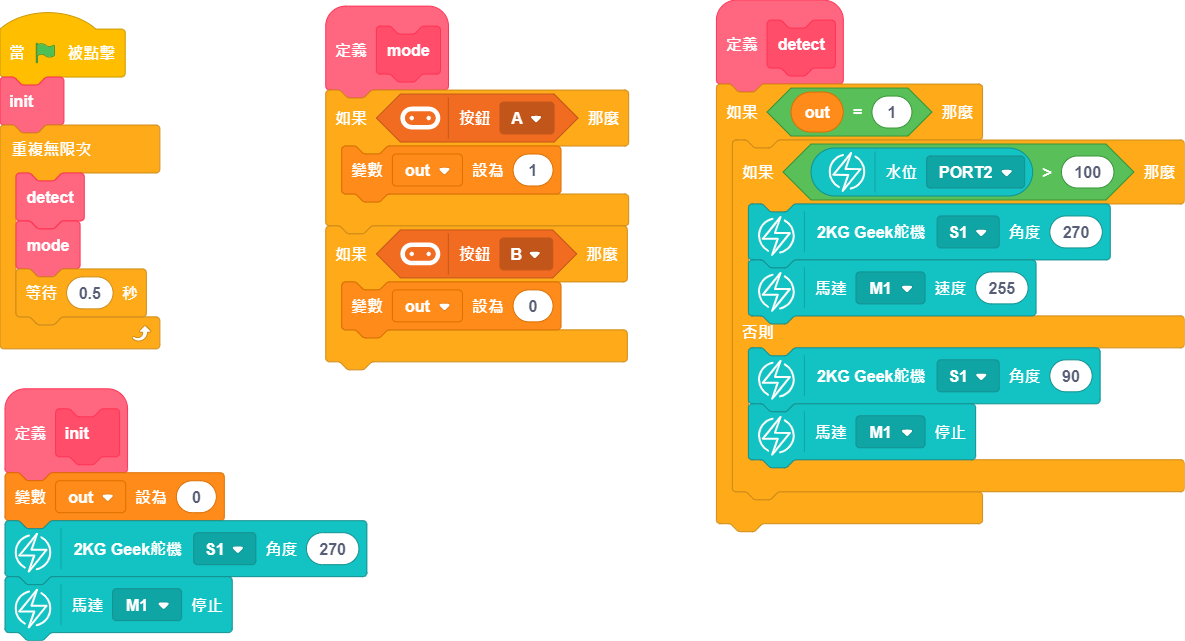 當 被點擊
init
重複無限次
detect
mode
等待 0.5 秒
定義 init
變數 out 設為 0
2KG Geek舵機 S1 角度 270
馬達 M1 停止
定義 mode
如果 按鈕 A 那麼
變數 out 設為 1
如果 按鈕 B 那麼
變數 out 設為 0
定義 detect
如果 out = 1 那麼
如果 水位 PORT2 > 100 那麼
2KG Geek舵機 S1 角度 270
馬達 M1 速度 255
否則
2KG Geek舵機 S1 角度 90
馬達 M1 停止